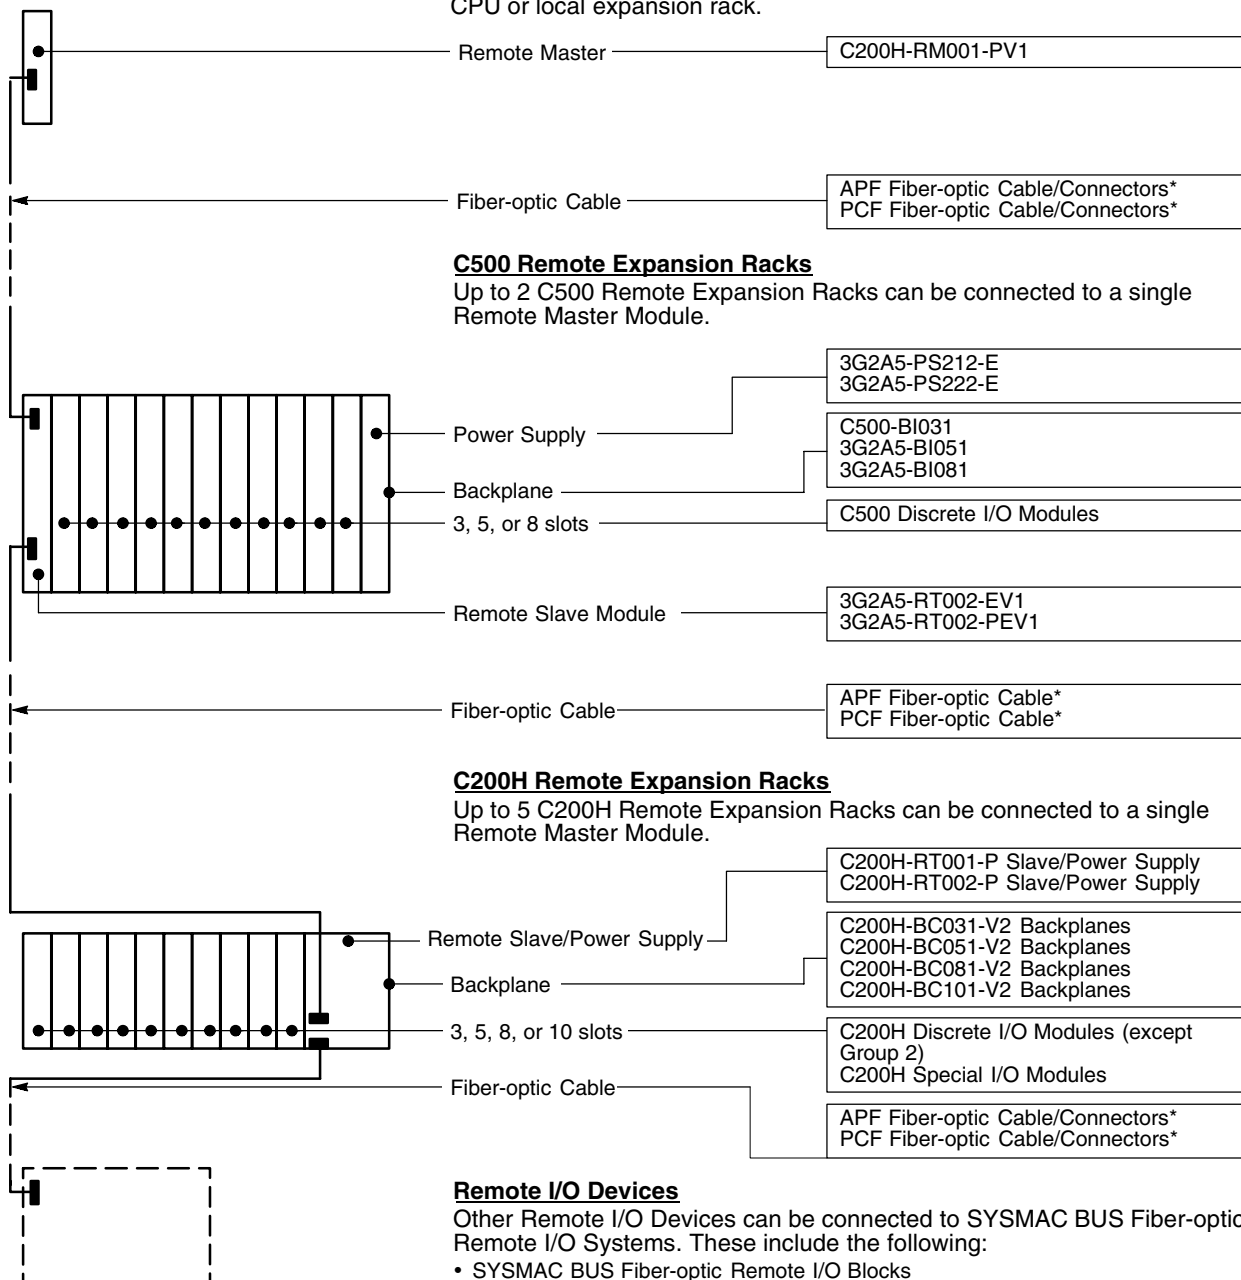 CPU or local expansion rack.
Remote Master
C200H-RM001-PV1
Fiber-optic Cable
APF Fiber-optic Cable/Connectors*
PCF Fiber-optic Cable/Connectors*
C500 Remote Expansion Racks
Up to 2 C500 Remote Expansion Racks can be connected to a single
Remote Master Module.
3G2A5-PS212-E
3G2A5-PS222-E
Power Supply
C500-BI031
3G2A5-BI051
3G2A5-BI081
Backplane
3, 5, or 8 slots
C500 Discrete I/O Modules
Remote Slave Module
3G2A5-RT002-EV1
3G2A5-RT002-PEV1
Fiber-optic Cable
APF Fiber-optic Cable*
PCF Fiber-optic Cable*
C200H Remote Expansion Racks
Up to 5 C200H Remote Expansion Racks can be connected to a single
Remote Master Module.
C200H-RT001-P Slave/Power Supply
C200H-RT002-P Slave/Power Supply
Remote Slave/Power Supply
C200H-BC031-V2 Backplanes
C200H-BC051-V2 Backplanes
C200H-BC081-V2 Backplanes
C200H-BC101-V2 Backplanes
Backplane
3, 5, 8, or 10 slots
C200H Discrete I/O Modules (except
Group 2)
C200H Special I/O Modules
Fiber-optic Cable
APF Fiber-optic Cable/Connectors*
PCF Fiber-optic Cable/Connectors*
Remote I/O Devices
Other Remote I/O Devices can be connected to SYSMAC BUS Fiber-optic
Remote I/O Systems. These include the following:
• SYSMAC BUS Fiber-optic Remote I/O Blocks